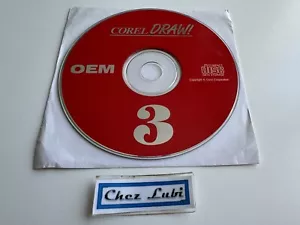 COREL DRAW!
OEM
3
Chez Lubi